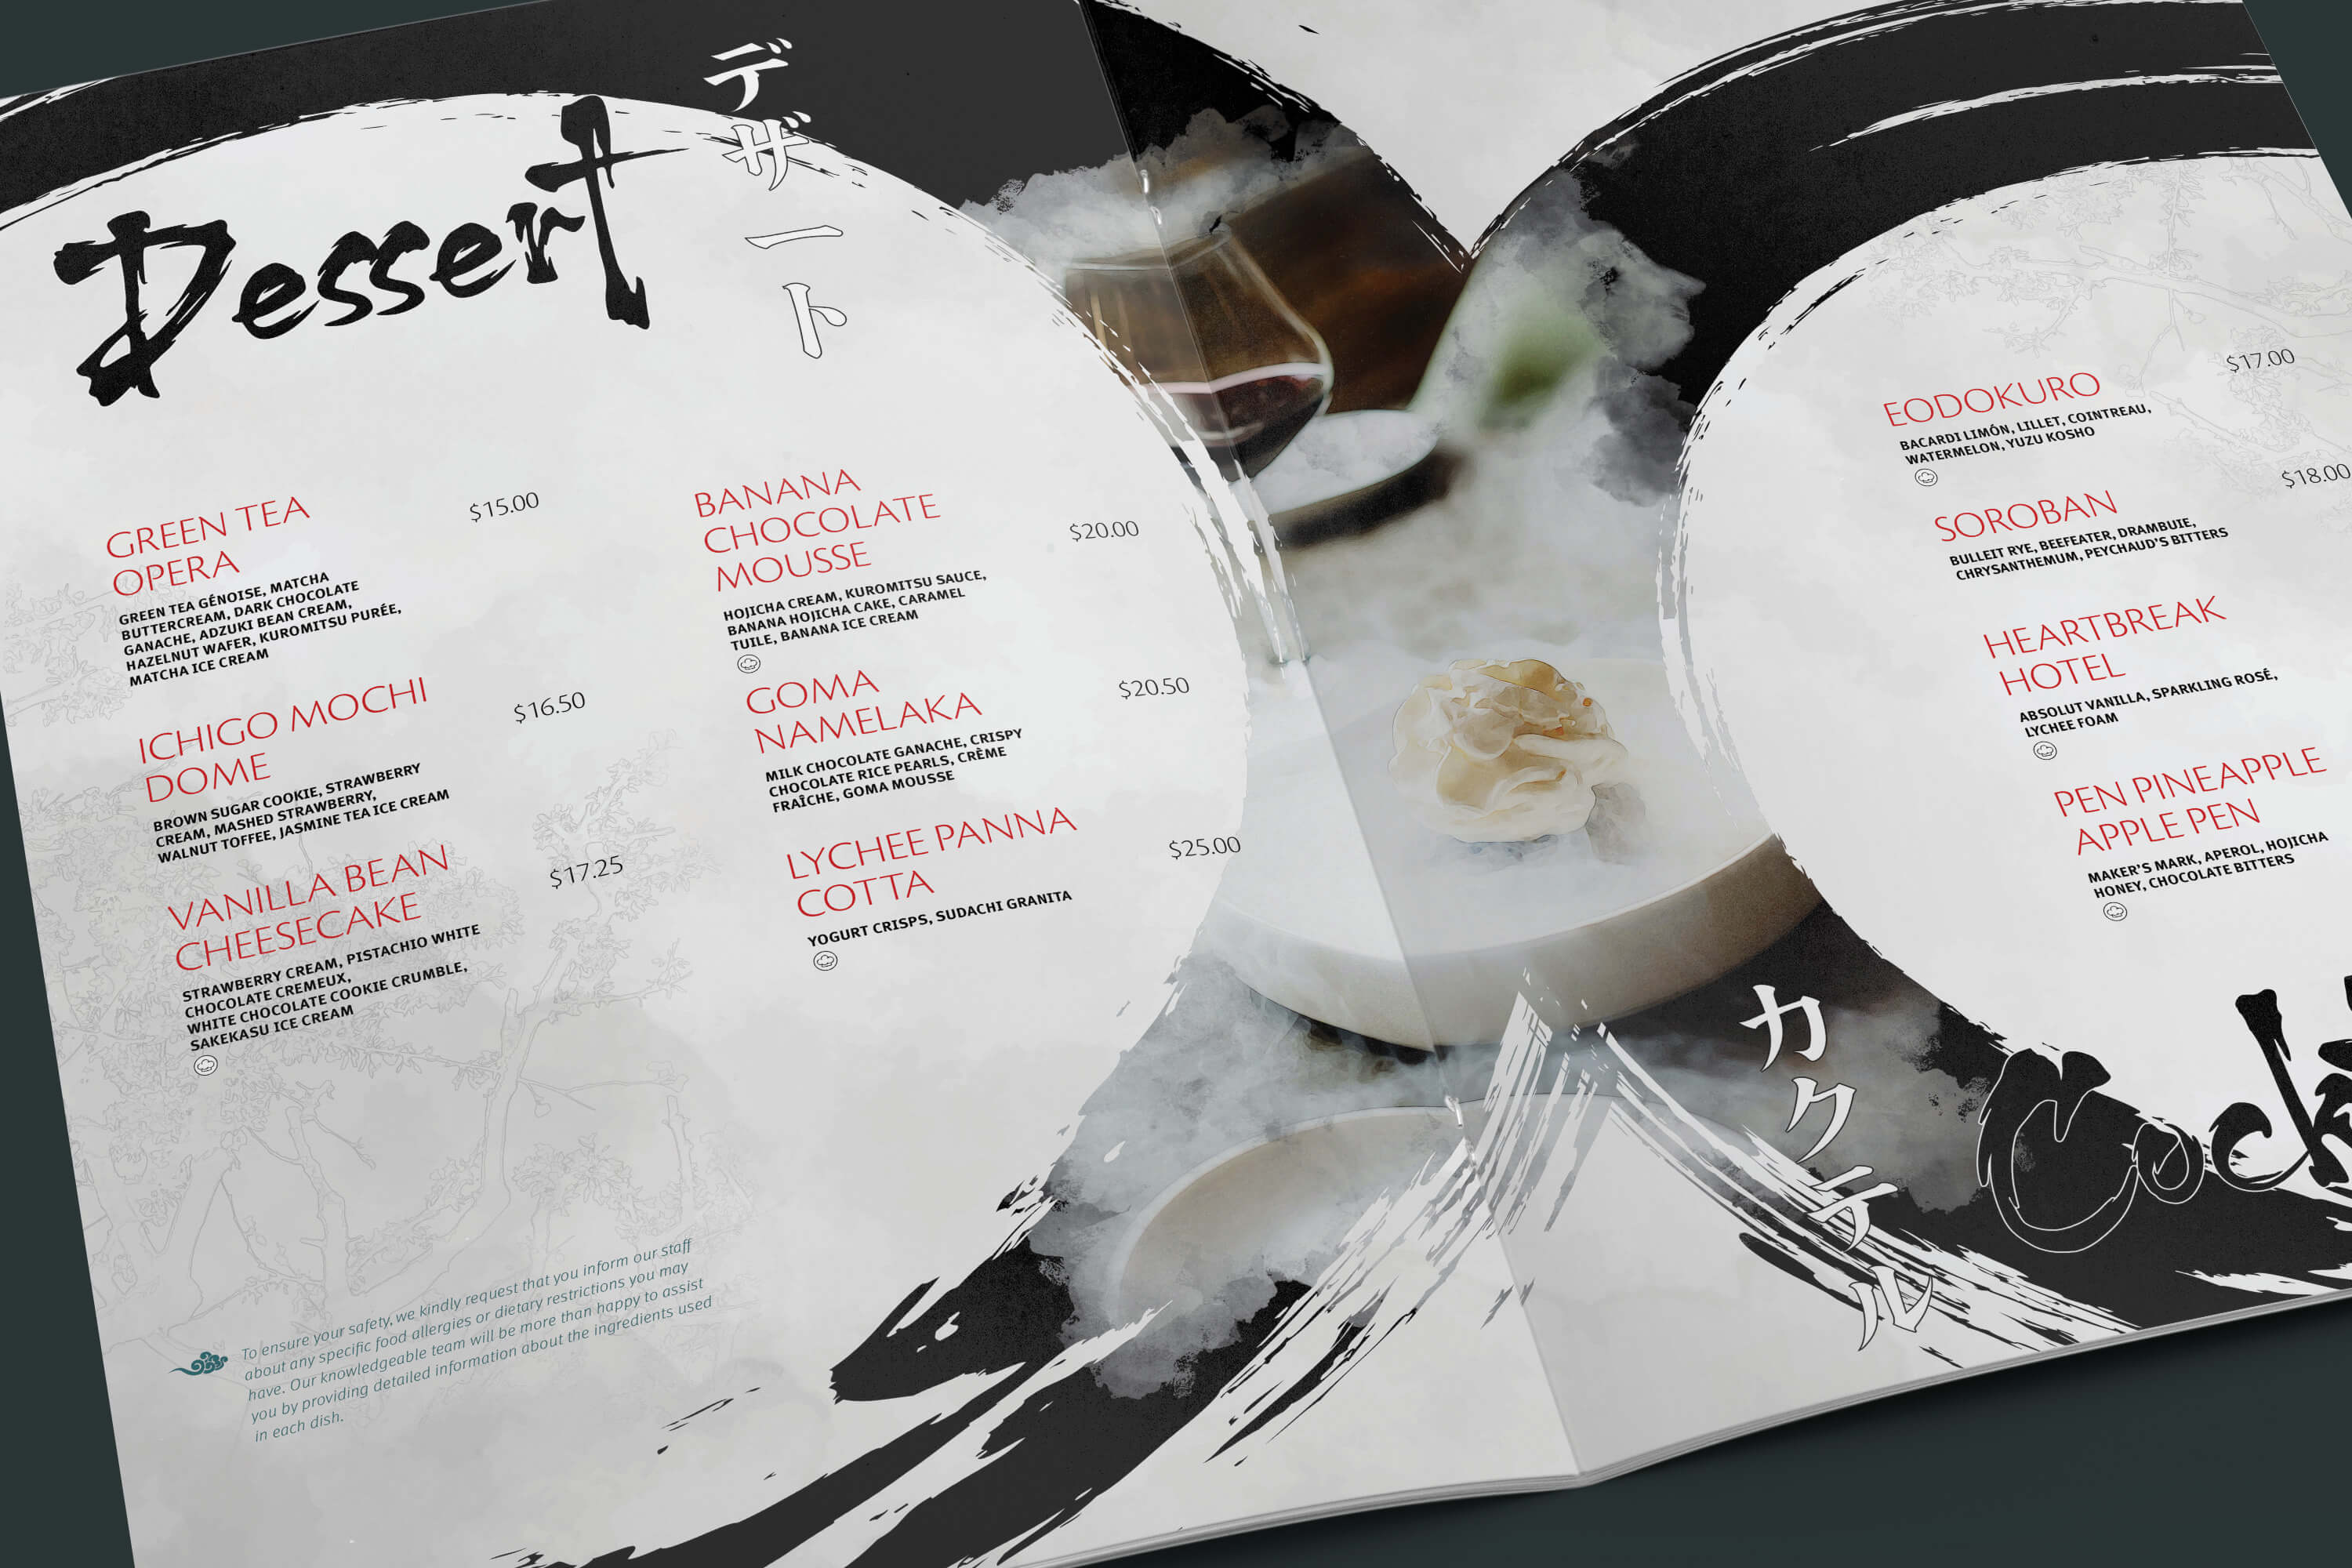 Dessert
デザート
GREEN TEA
OPERA
$15.00
GREEN TEA GÉNOISE, MATCHA
BUTTERCREAM, DARK CHOCOLATE
GANACHE, ADZUKI BEAN CREAM,
HAZELNUT WAFER, KUROMITSU PURÉE,
MATCHA ICE CREAM
ICHIGO MOCHI
DOME
$16.50
BROWN SUGAR COOKIE, STRAWBERRY
CREAM, MASHED STRAWBERRY,
WALNUT TOFFEE, JASMINE TEA ICE CREAM
VANILLA BEAN
CHEESECAKE
$17.25
STRAWBERRY CREAM, PISTACHIO WHITE
CHOCOLATE CREMEUX,
WHITE CHOCOLATE COOKIE CRUMBLE,
SAKEKASU ICE CREAM
BANANA
CHOCOLATE
MOUSSE
$20.00
HOJICHA CREAM, KUROMITSU SAUCE,
BANANA HOJICHA CAKE, CARAMEL
TUILE, BANANA ICE CREAM
GOMA
NAMELAKA
$20.50
MILK CHOCOLATE GANACHE, CRISPY
CHOCOLATE RICE PEARLS, CRÈME
FRAÎCHE, GOMA MOUSSE
LYCHEE PANNA
COTTA
$25.00
YOGURT CRISPS, SUDACHI GRANITA
To ensure your safety, we kindly request that you inform our staff
about any specific food allergies or dietary restrictions you may
have. Our knowledgeable team will be more than happy to assist
you by providing detailed information about the ingredients used
in each dish.
EODOKURO
$17.00
BACARDI LIMÓN, LILLET, COINTREAU,
WATERMELON, YUZU KOSHO
SOROBAN
$18.00
BULLEIT RYE, BEEFEATER, DRAMBUIE,
CHRYSANTHEMUM, PEYCHAUD'S BITTERS
HEARTBREAK
HOTEL
ABSOLUT VANILLA, SPARKLING ROSÉ,
LYCHEE FOAM
PEN PINEAPPLE
APPLE PEN
MAKER'S MARK, APEROL, HOJICHA
HONEY, CHOCOLATE BITTERS
カクテル
Cock